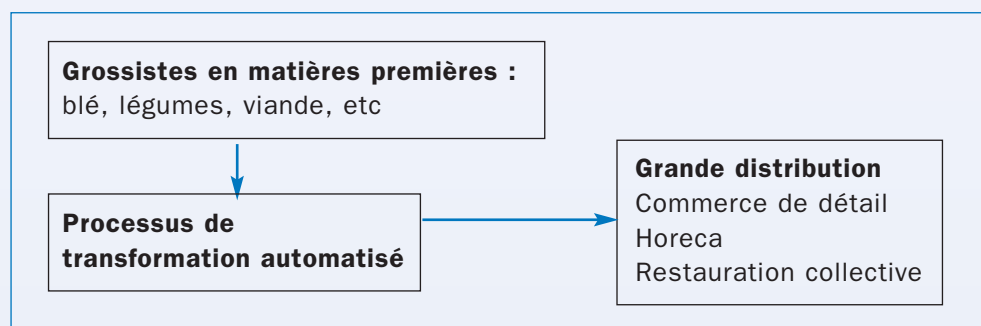 Grossistes en matières premières :
blé, légumes, viande, etc
Processus de
transformation automatisé
Grande distribution
Commerce de détail
Horeca
Restauration collective